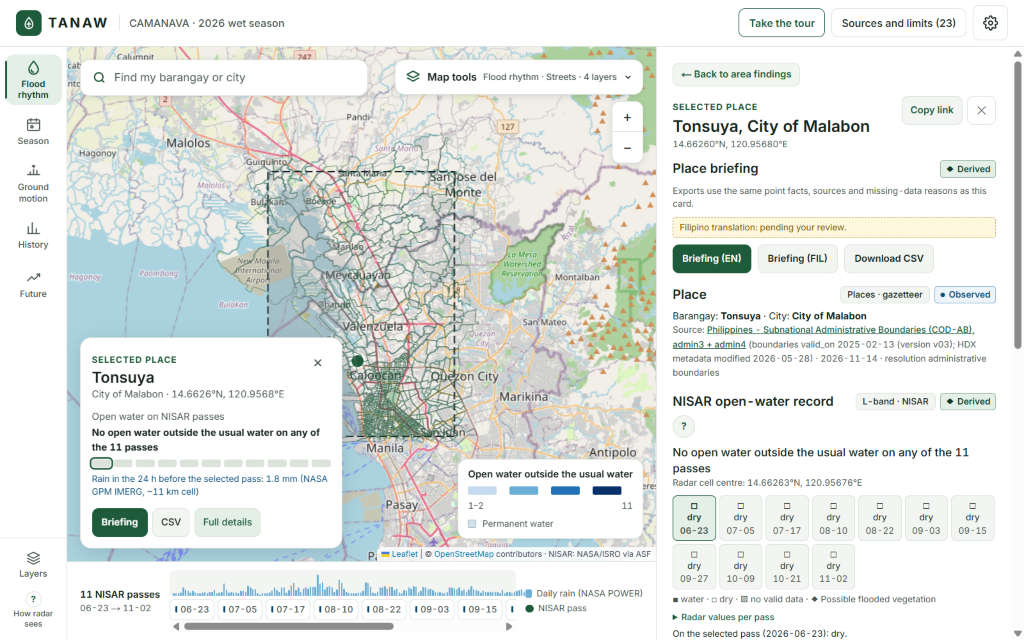 TANAW
CAMANAVA · 2026 wet season
Take the tour
Sources and limits (23)
Flood rhythm
Season
Ground motion
History
Future
Layers
?
How radar sees
Find my barangay or city
Map tools Flood rhythm · Streets · 4 layers
+
−
Calumpit
247
2
Pandi
127
Malolos
Hagonoy
Guiguinto
Santa Maria
Santa Maria
San Jose del Monte
Malolos
Bulakan
Bocaue
Marilao
New Manila International Airport
Meycauayan
La Mesa Watershed Reservation
Rizal
Montalban
Hagonoy
Paombong
Bulakan
Obando
Valenzuela
San Mateo
Quezon City
Caloocan
Quezon City
Marikina
San Juan
Manila
Antipolo
Pasay
SELECTED PLACE
Tonsuya
City of Malabon · 14.6626°N, 120.9568°E
Open water on NISAR passes
No open water outside the usual water on any of
the 11 passes
Rain in the 24 h before the selected pass: 1.8 mm (NASA
GPM IMERG, ~11 km cell)
Briefing
CSV
Full details
Open water outside the usual water
1–2
11
Permanent water
Leaflet | © OpenStreetMap contributors · NISAR: NASA/ISRO via ASF
11 NISAR passes
06-23 → 11-02
06-23
07-05
07-17
08-10
08-22
09-03
09-15
Daily rain (NASA POWER)
NISAR pass
← Back to area findings
SELECTED PLACE
Tonsuya, City of Malabon
14.66260°N, 120.95680°E
Copy link
Place briefing
◆ Derived
Exports use the same point facts, sources and missing-data reasons as this
card.
Filipino translation: pending your review.
Briefing (EN)
Briefing (FIL)
Download CSV
Place
Places · gazetteer
● Observed
Barangay: Tonsuya · City: City of Malabon
Source: Philippines - Subnational Administrative Boundaries (COD-AB),
admin3 + admin4 (boundaries valid_on 2025-02-13 (version v03); HDX
metadata modified 2026-05-28) · 2026-11-14 · resolution administrative
boundaries
NISAR open-water record
L-band · NISAR
◆ Derived
?
No open water outside the usual water on any of the 11
passes
Radar cell centre: 14.66263°N, 120.95676°E
□ dry 06-23
□ dry 07-05
□ dry 07-17
□ dry 08-10
□ dry 08-22
□ dry 09-03
□ dry 09-15
□ dry 09-27
□ dry 10-09
□ dry 10-21
□ dry 11-02
■ water · □ dry · ▨ no valid data · ◆ Possible flooded vegetation
▶ Radar values per pass
On the selected pass (2026-06-23): dry.